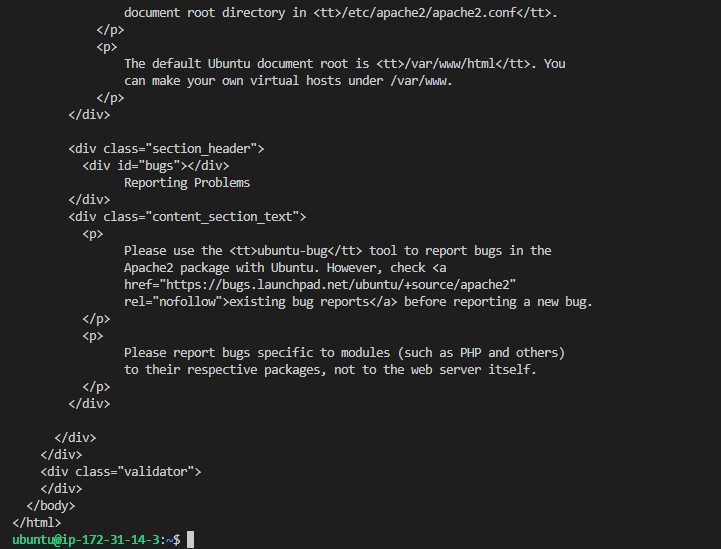 document root directory in <tt>/etc/apache2/apache2.conf</tt>.
</p>
<p>
The default Ubuntu document root is <tt>/var/www/html</tt>. You
can make your own virtual hosts under /var/www.
</p>
</div>
<div class="section_header">
<div id="bugs"></div>
Reporting Problems
</div>
<div class="content_section_text">
<p>
Please use the <tt>ubuntu-bug</tt> tool to report bugs in the
Apache2 package with Ubuntu. However, check <a
href="https://bugs.launchpad.net/ubuntu/+source/apache2"
rel="nofollow">existing bug reports</a> before reporting a new bug.
</p>
<p>
Please report bugs specific to modules (such as PHP and others)
to their respective packages, not to the web server itself.
</p>
</div>
</div>
</div>
<div class="validator">
</div>
</body>
</html>
ubuntu@ip-172-31-14-3:~$